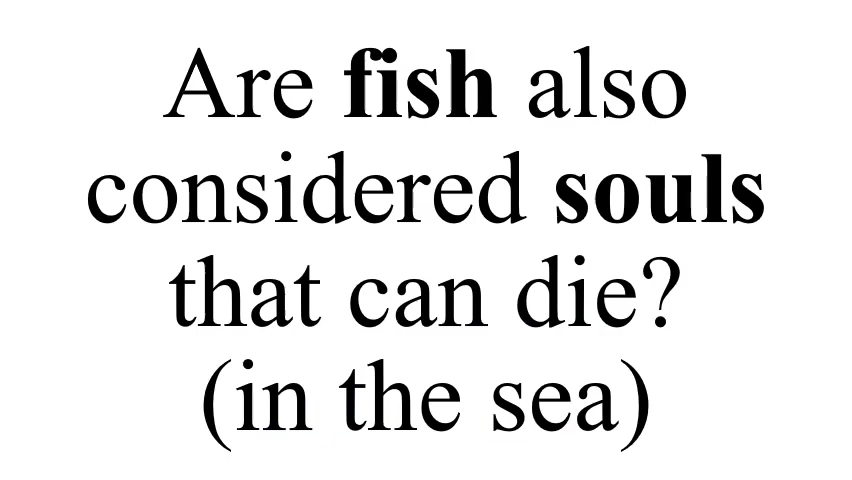 Are fish also
considered souls
that can die?
(in the sea)